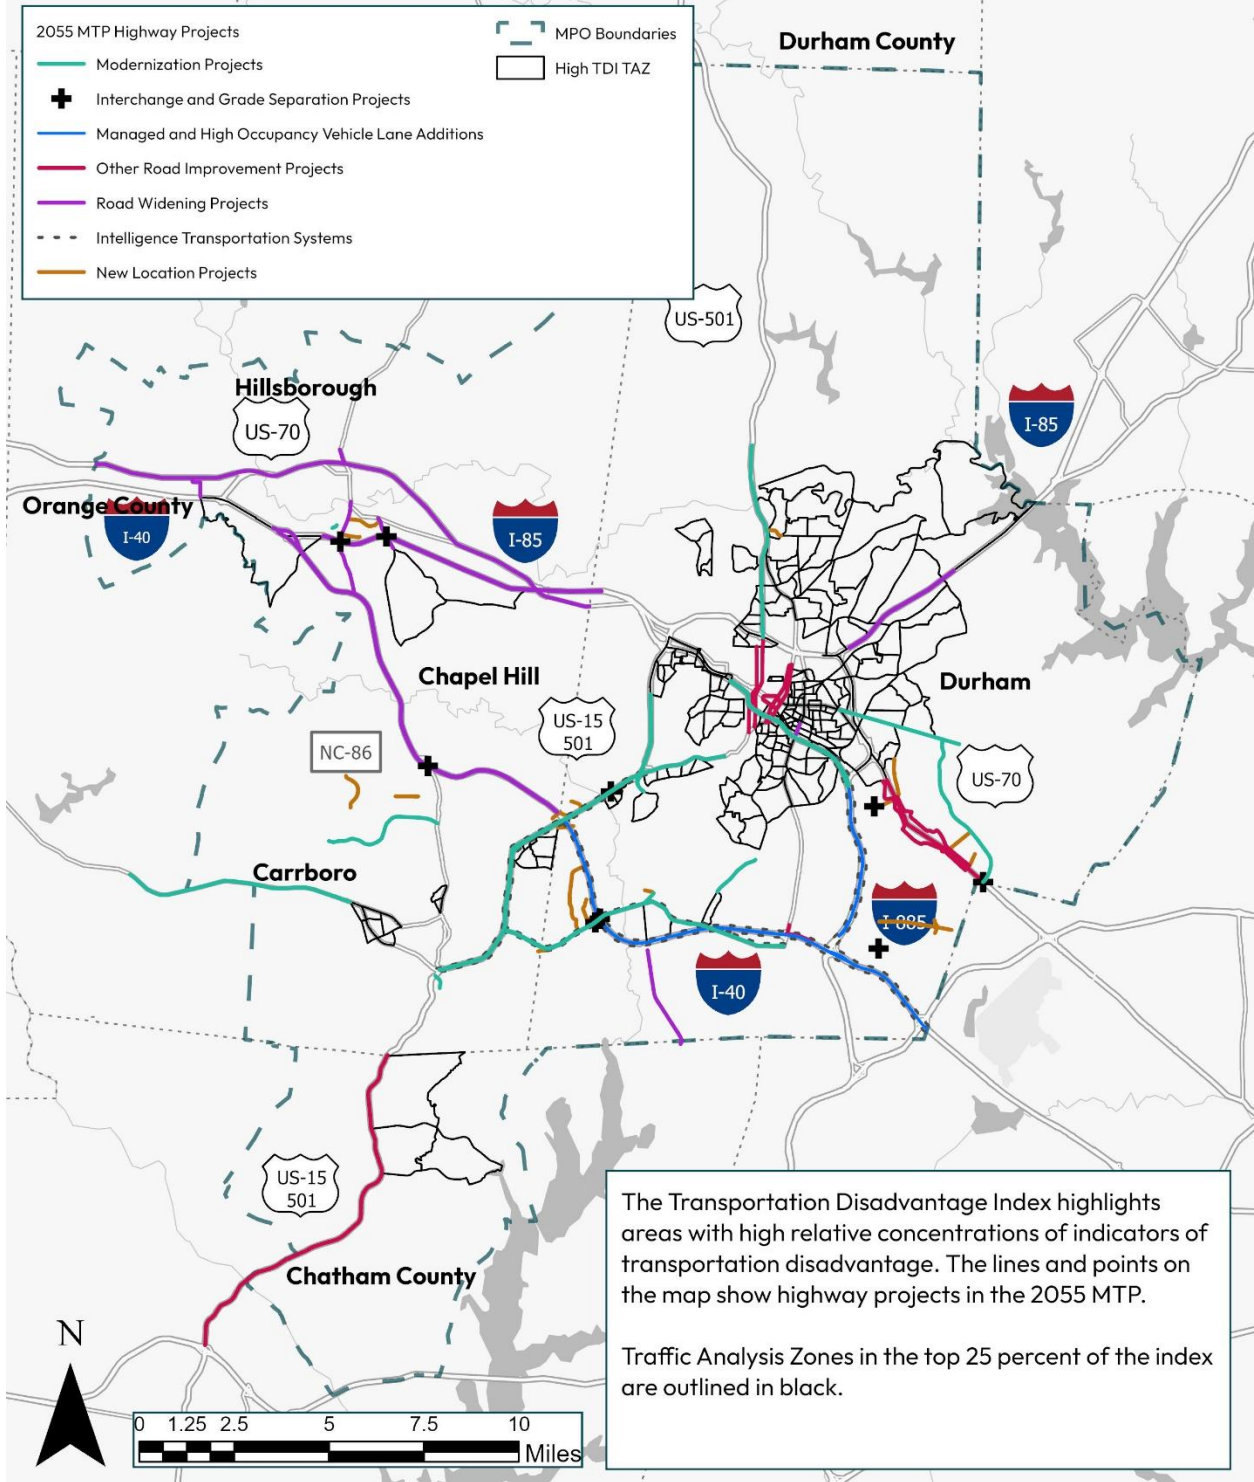 2055 MTP Highway Projects
Modernization Projects
Interchange and Grade Separation Projects
Managed and High Occupancy Vehicle Lane Additions
Other Road Improvement Projects
Road Widening Projects
Intelligence Transportation Systems
New Location Projects
MPO Boundaries
High TDI TAZ
Durham County
US-501
Hillsborough
US-70
I-85
Orange County
I-40
I-85
Chapel Hill
Durham
US-15
501
NC-86
US-70
Carrboro
I-885
I-40
US-15
501
Chatham County
The Transportation Disadvantage Index highlights
areas with high relative concentrations of indicators of
transportation disadvantage. The lines and points on
the map show highway projects in the 2055 MTP.
Traffic Analysis Zones in the top 25 percent of the index
are outlined in black.
N
0 1.25 2.5 5 7.5 10
Miles